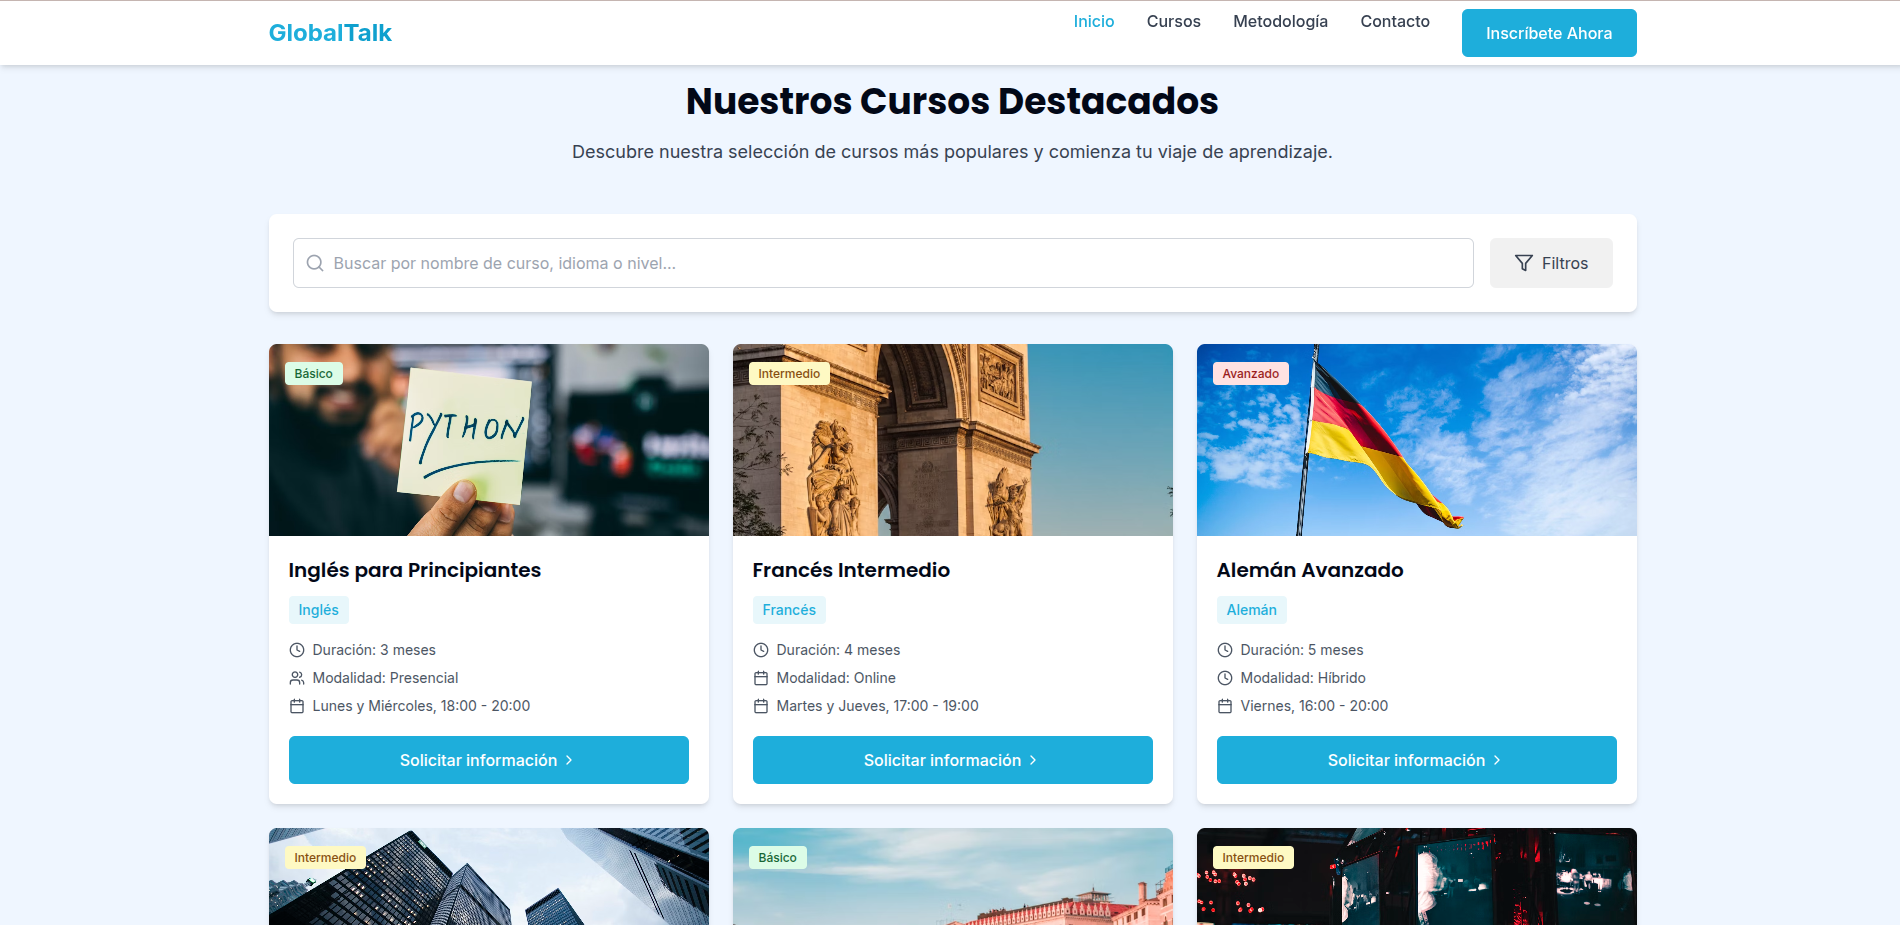 GlobalTalk
Inicio
Cursos
Metodología
Contacto
Inscríbete Ahora
Nuestros Cursos Destacados
Descubre nuestra selección de cursos más populares y comienza tu viaje de aprendizaje.
Buscar por nombre de curso, idioma o nivel...
Filtros
Básico
PYTHON
Inglés para Principiantes
Inglés
Duración: 3 meses
Modalidad: Presencial
Lunes y Miércoles, 18:00 - 20:00
Solicitar información
Intermedio
Francés Intermedio
Francés
Duración: 4 meses
Modalidad: Online
Martes y Jueves, 17:00 - 19:00
Solicitar información
Avanzado
Alemán Avanzado
Alemán
Duración: 5 meses
Modalidad: Híbrido
Viernes, 16:00 - 20:00
Solicitar información
Intermedio
Básico
Intermedio